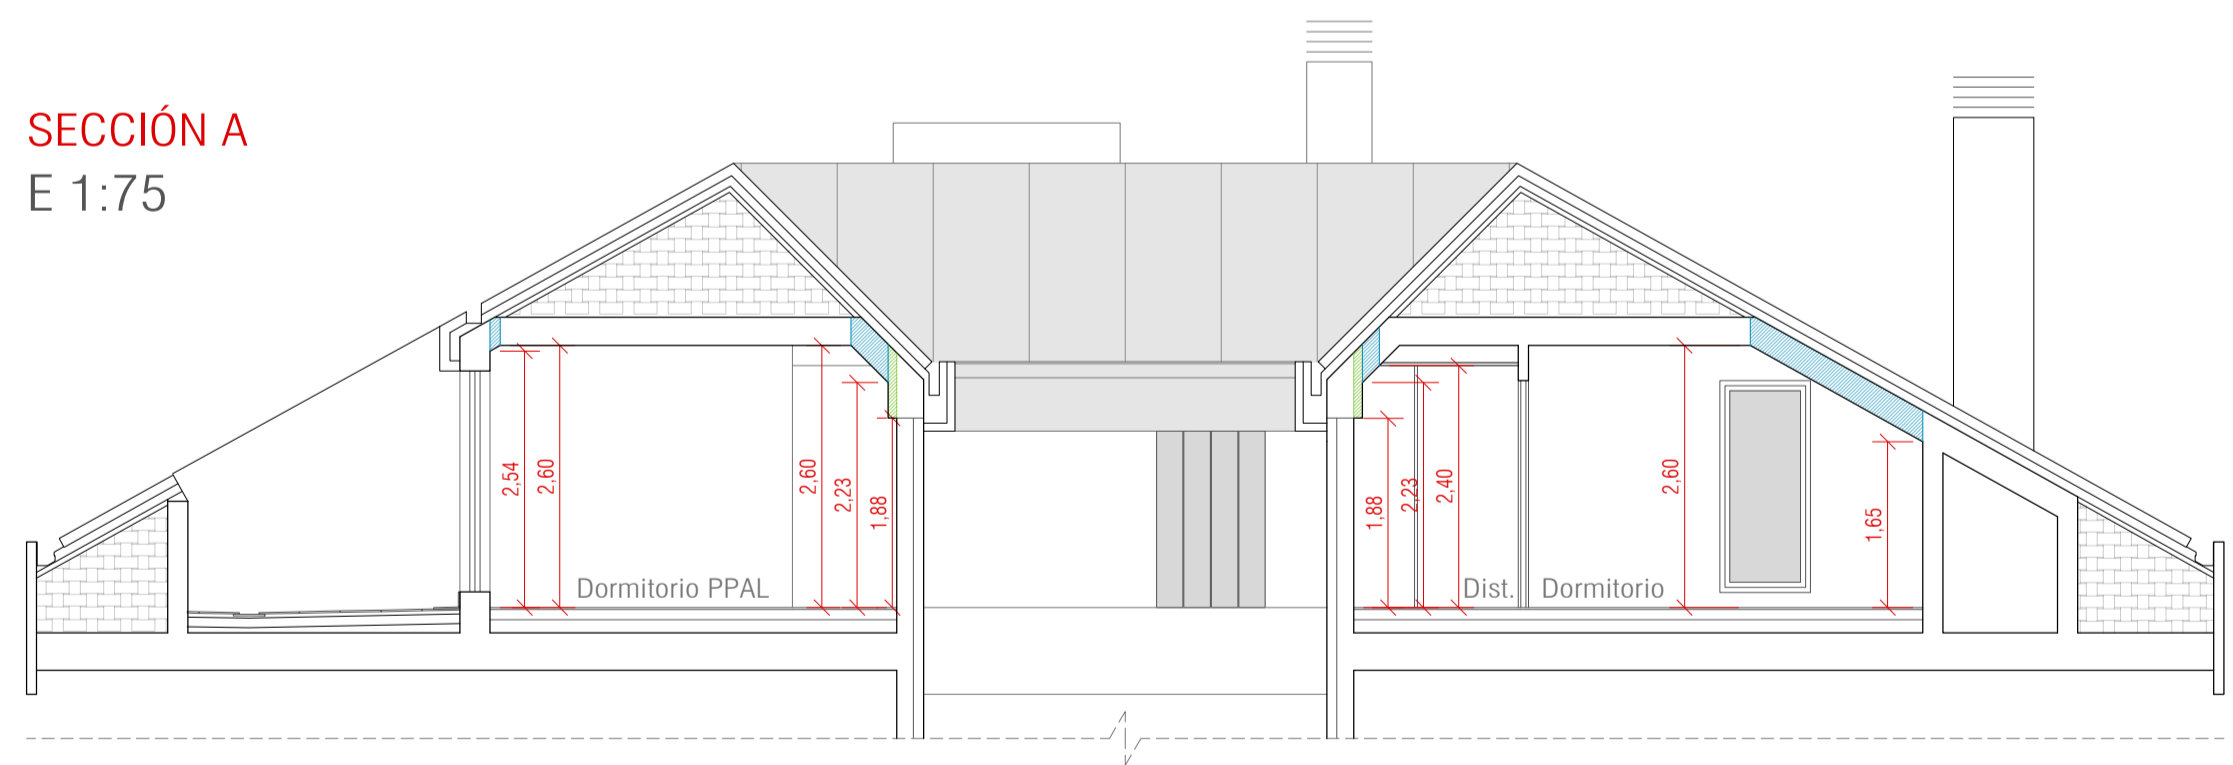 SECCIÓN A
E 1:75
2,54
2,60
2,60
2,23
1,88
Dormitorio PPAL
1,88
2,23
2,40
2,60
1,65
Dist.
Dormitorio